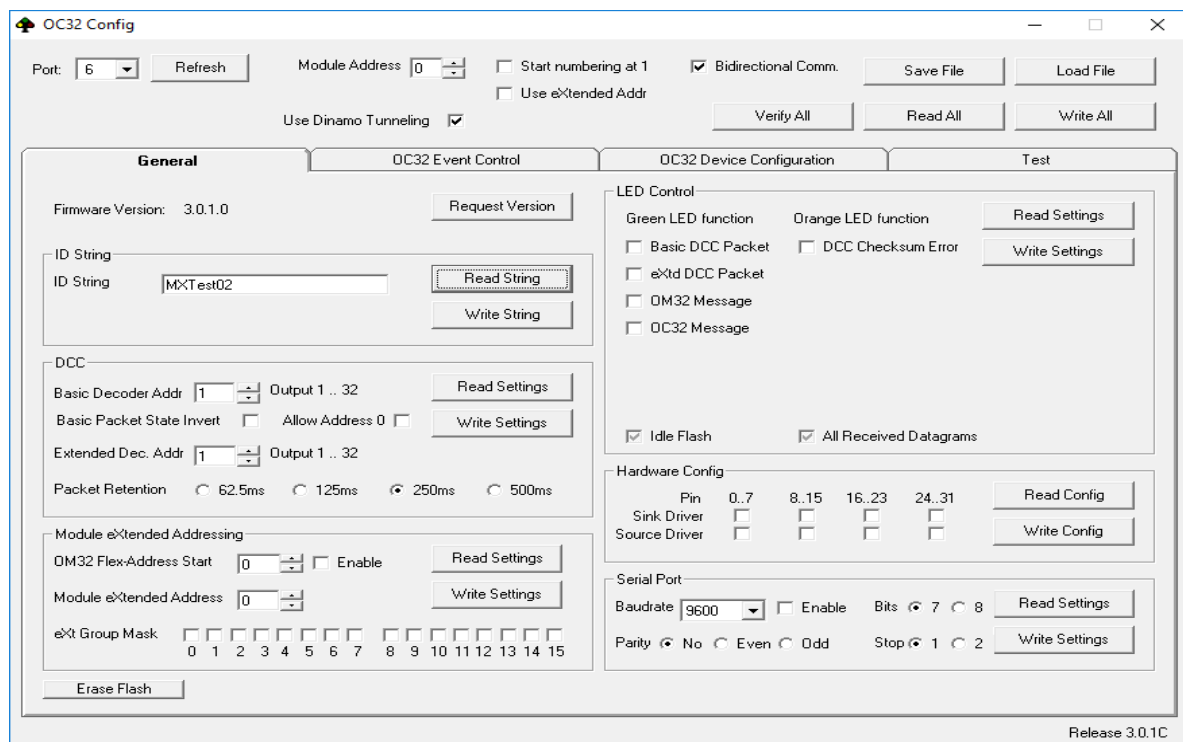 OC32 Config
Port: 6 Refresh Module Address 0 Start numbering at 1 Bidirectional Comm. Save File Load File
Use eXtended Addr
Use Dinamo Tunneling Verify All Read All Write All
General OC32 Event Control OC32 Device Configuration Test
Firmware Version: 3.0.1.0 Request Version
ID String
ID String MXTest02 Read String
Write String
DCC
Basic Decoder Addr 1 Output 1 .. 32 Read Settings
Basic Packet State Invert Allow Address 0 Write Settings
Extended Dec. Addr 1 Output 1 .. 32
Packet Retention 62.5ms 125ms 250ms 500ms
Module eXtended Addressing
OM32 Flex-Address Start 0 Enable Read Settings
Module eXtended Address 0 Write Settings
eXt Group Mask
0 1 2 3 4 5 6 7 8 9 10 11 12 13 14 15
Erase Flash
LED Control
Green LED function Orange LED function Read Settings
Basic DCC Packet DCC Checksum Error Write Settings
eXtd DCC Packet
OM32 Message
OC32 Message
Idle Flash All Received Datagrams
Hardware Config
Pin 0..7 8..15 16..23 24..31 Read Config
Sink Driver
Source Driver Write Config
Serial Port
Baudrate 9600 Enable Bits 7 8 Read Settings
Parity No Even Odd Stop 1 2 Write Settings
Release 3.0.1C